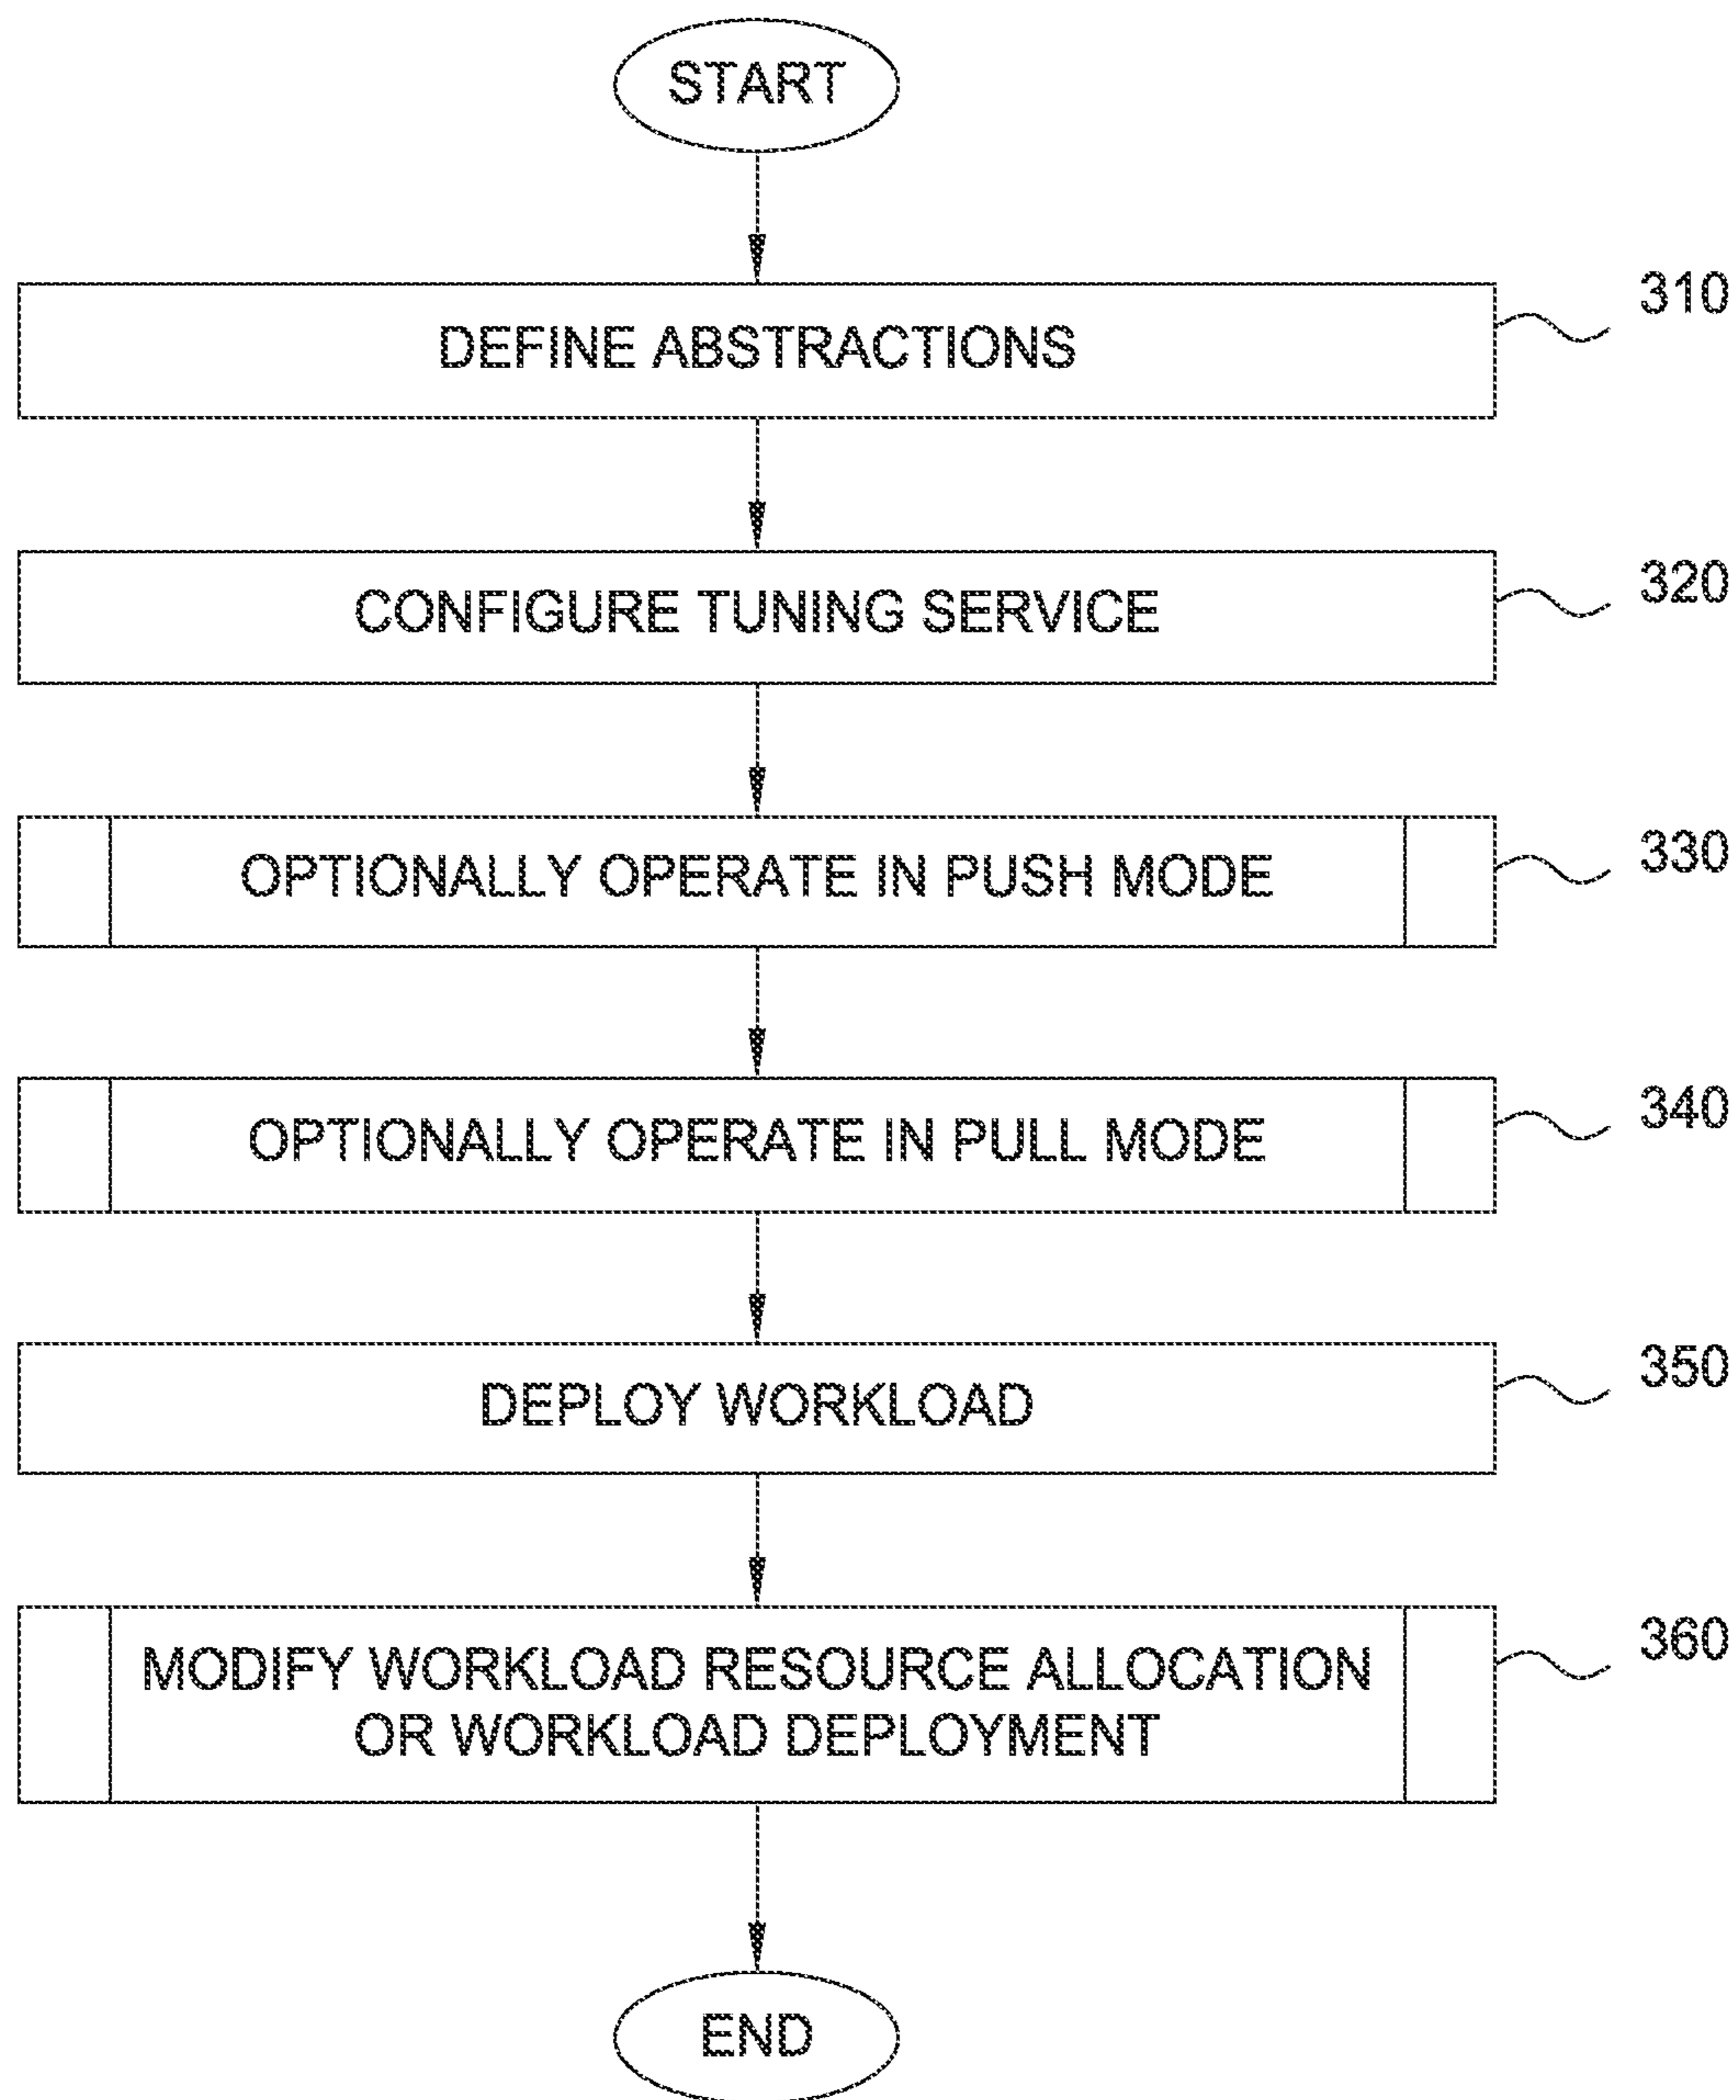 START
310
DEFINE ABSTRACTIONS
320
CONFIGURE TUNING SERVICE
330
OPTIONALLY OPERATE IN PUSH MODE
340
OPTIONALLY OPERATE IN PULL MODE
350
DEPLOY WORKLOAD
360
MODIFY WORKLOAD RESOURCE ALLOCATION
OR WORKLOAD DEPLOYMENT
END